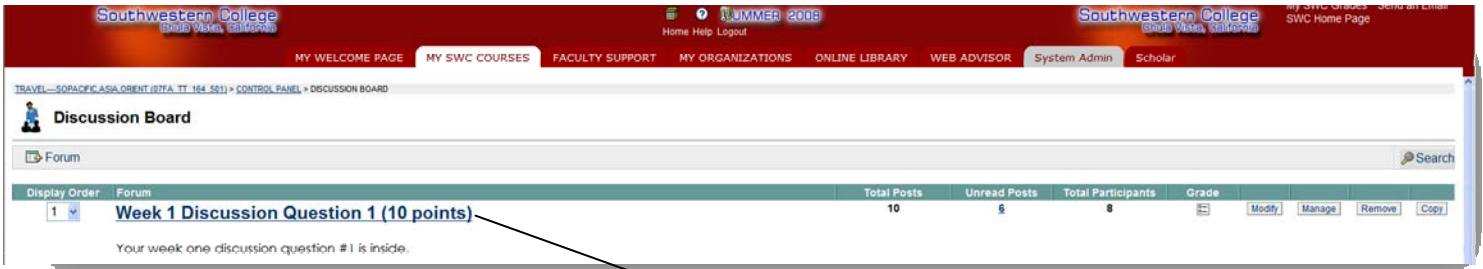 Southwestern College
Chula Vista, California
SUMMER 2008
Home Help Logout
Southwestern College
Chula Vista, California
My SWC Grades Send an Email
SWC Home Page
MY WELCOME PAGE MY SWC COURSES FACULTY SUPPORT MY ORGANIZATIONS ONLINE LIBRARY WEB ADVISOR System Admin Scholar
TRAVEL—SOPACIFIC,ASIA,ORIENT (07FA_TT_164_501) > CONTROL PANEL > DISCUSSION BOARD
Discussion Board
Forum Search
Display Order Forum Total Posts Unread Posts Total Participants Grade
1 Week 1 Discussion Question 1 (10 points) 10 6 8 Modify Manage Remove Copy
Your week one discussion question #1 is inside.